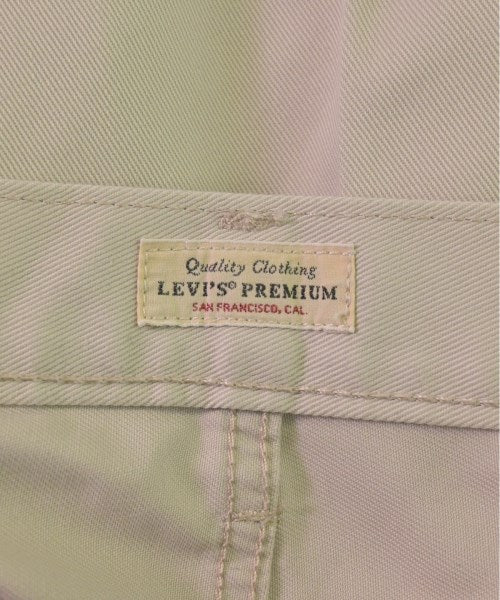 Quality Clothing
LEVI'S® PREMIUM
SAN FRANCISCO, CAL.